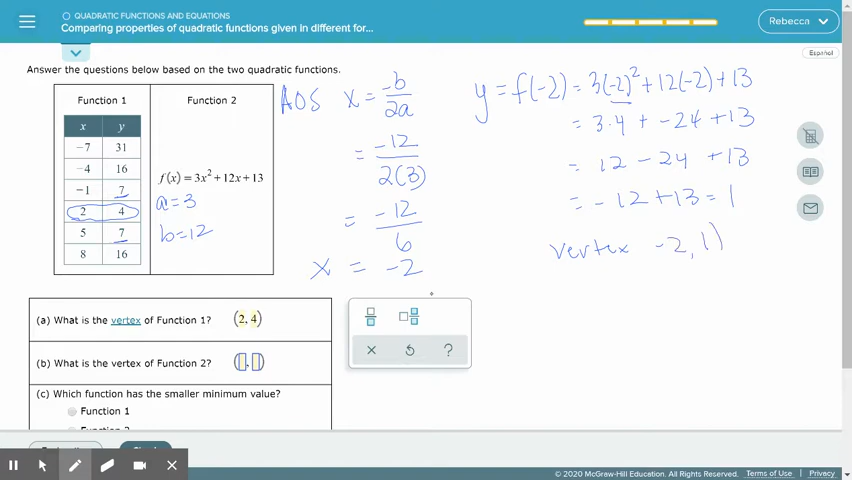 QUADRATIC FUNCTIONS AND EQUATIONS
Comparing properties of quadratic functions given in different for...
Rebecca
Español
Answer the questions below based on the two quadratic functions.
Function 1
Function 2
x y
-7 31
-4 16
-1 7
2 4
5 7
8 16
f(x) = 3x² + 12x + 13
a=3
b=12
AOS x = -b/2a
= -12/2(3)
= -12/6
x = -2
y = f(-2) = 3(-2)² + 12(-2) + 13
= 3·4 + -24 + 13
= 12 - 24 + 13
= -12 + 13 = 1
vertex -2, 1)
(a) What is the vertex of Function 1? (2, 4)
(b) What is the vertex of Function 2? (▯, ▯)
(c) Which function has the smaller minimum value?
Function 1
© 2020 McGraw-Hill Education. All Rights Reserved. Terms of Use | Privacy